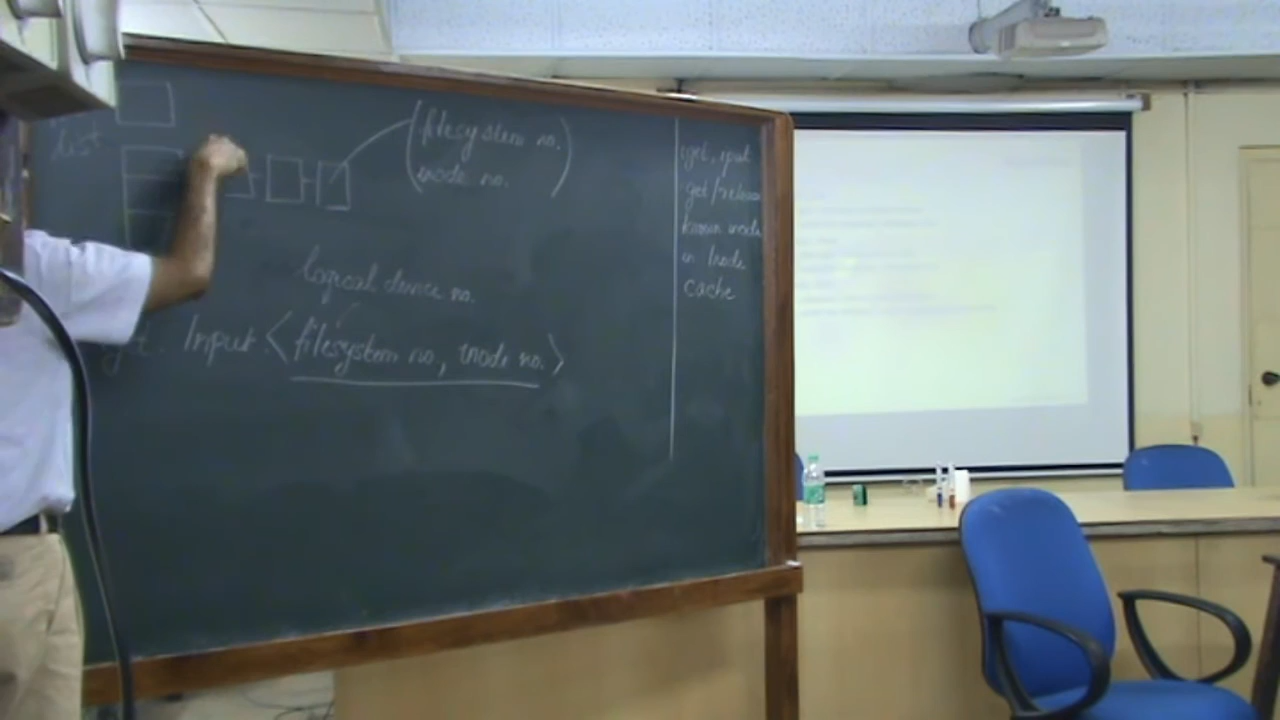 list
(filesystem no.
inode no.)
logical device no.
Input <filesystem no, inode no.>
iget, iput
get/release
known inode
in Inode
cache